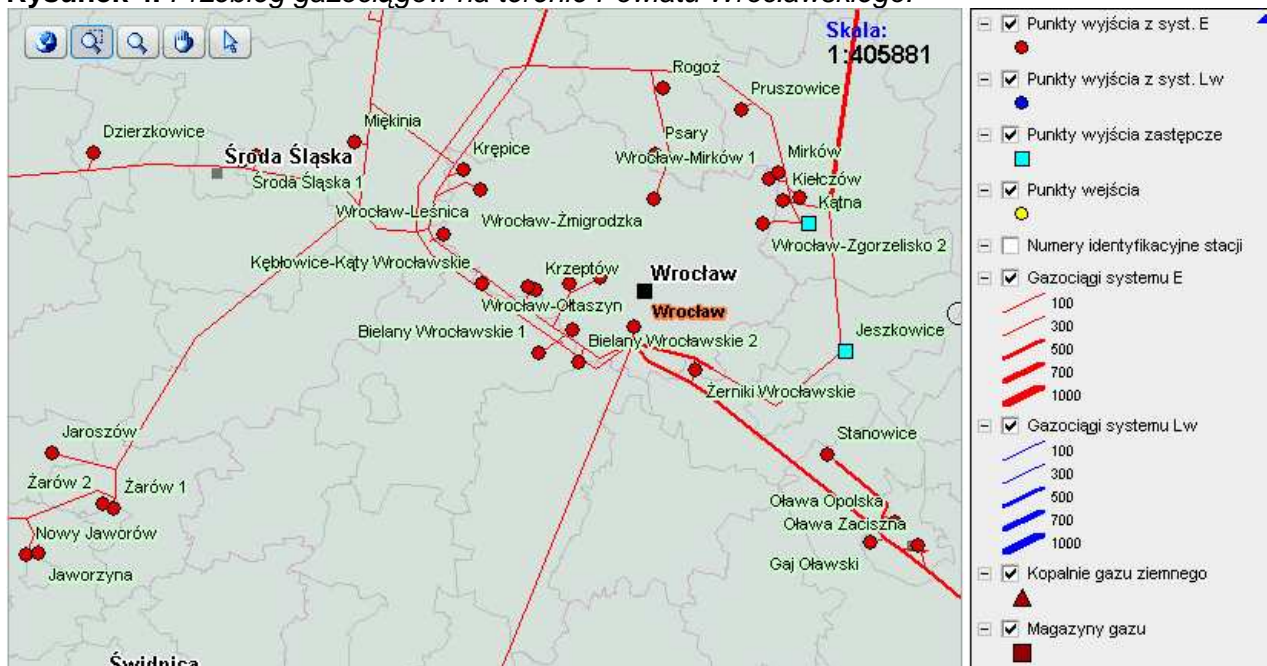 Rysunek 4. Przebieg gazociągów na terenie Powiatu Wrocławskiego.
Skala:
1:405881
Rogoż
Pruszowice
Dzierzkowice
Miękinia
Psary
Środa Śląska
Krępice
Wrocław-Mirków 1
Mirków
Środa Śląska 1
Kiełczów
Kątna
Wrocław-Leśnica
Wrocław-Żmigrodzka
Wrocław-Zgorzelisko 2
Kębłowice-Kąty Wrocławskie
Krzeptów
Wrocław
Wrocław-Ołtaszyn
Wrocław
Bielany Wrocławskie 1
Bielany Wrocławskie 2
Jeszkowice
Żerniki Wrocławskie
Jaroszów
Stanowice
Żarów 2
Żarów 1
Oława Opolska
Oława Zaciszna
Nowy Jaworów
Gaj Oławski
Jaworzyna
Świdnica
Punkty wyjścia z syst. E
Punkty wyjścia z syst. Lw
Punkty wyjścia zastępcze
Punkty wejścia
Numery identyfikacyjne stacji
Gazociągi systemu E
100
300
500
700
1000
Gazociągi systemu Lw
100
300
500
700
1000
Kopalnie gazu ziemnego
Magazyny gazu